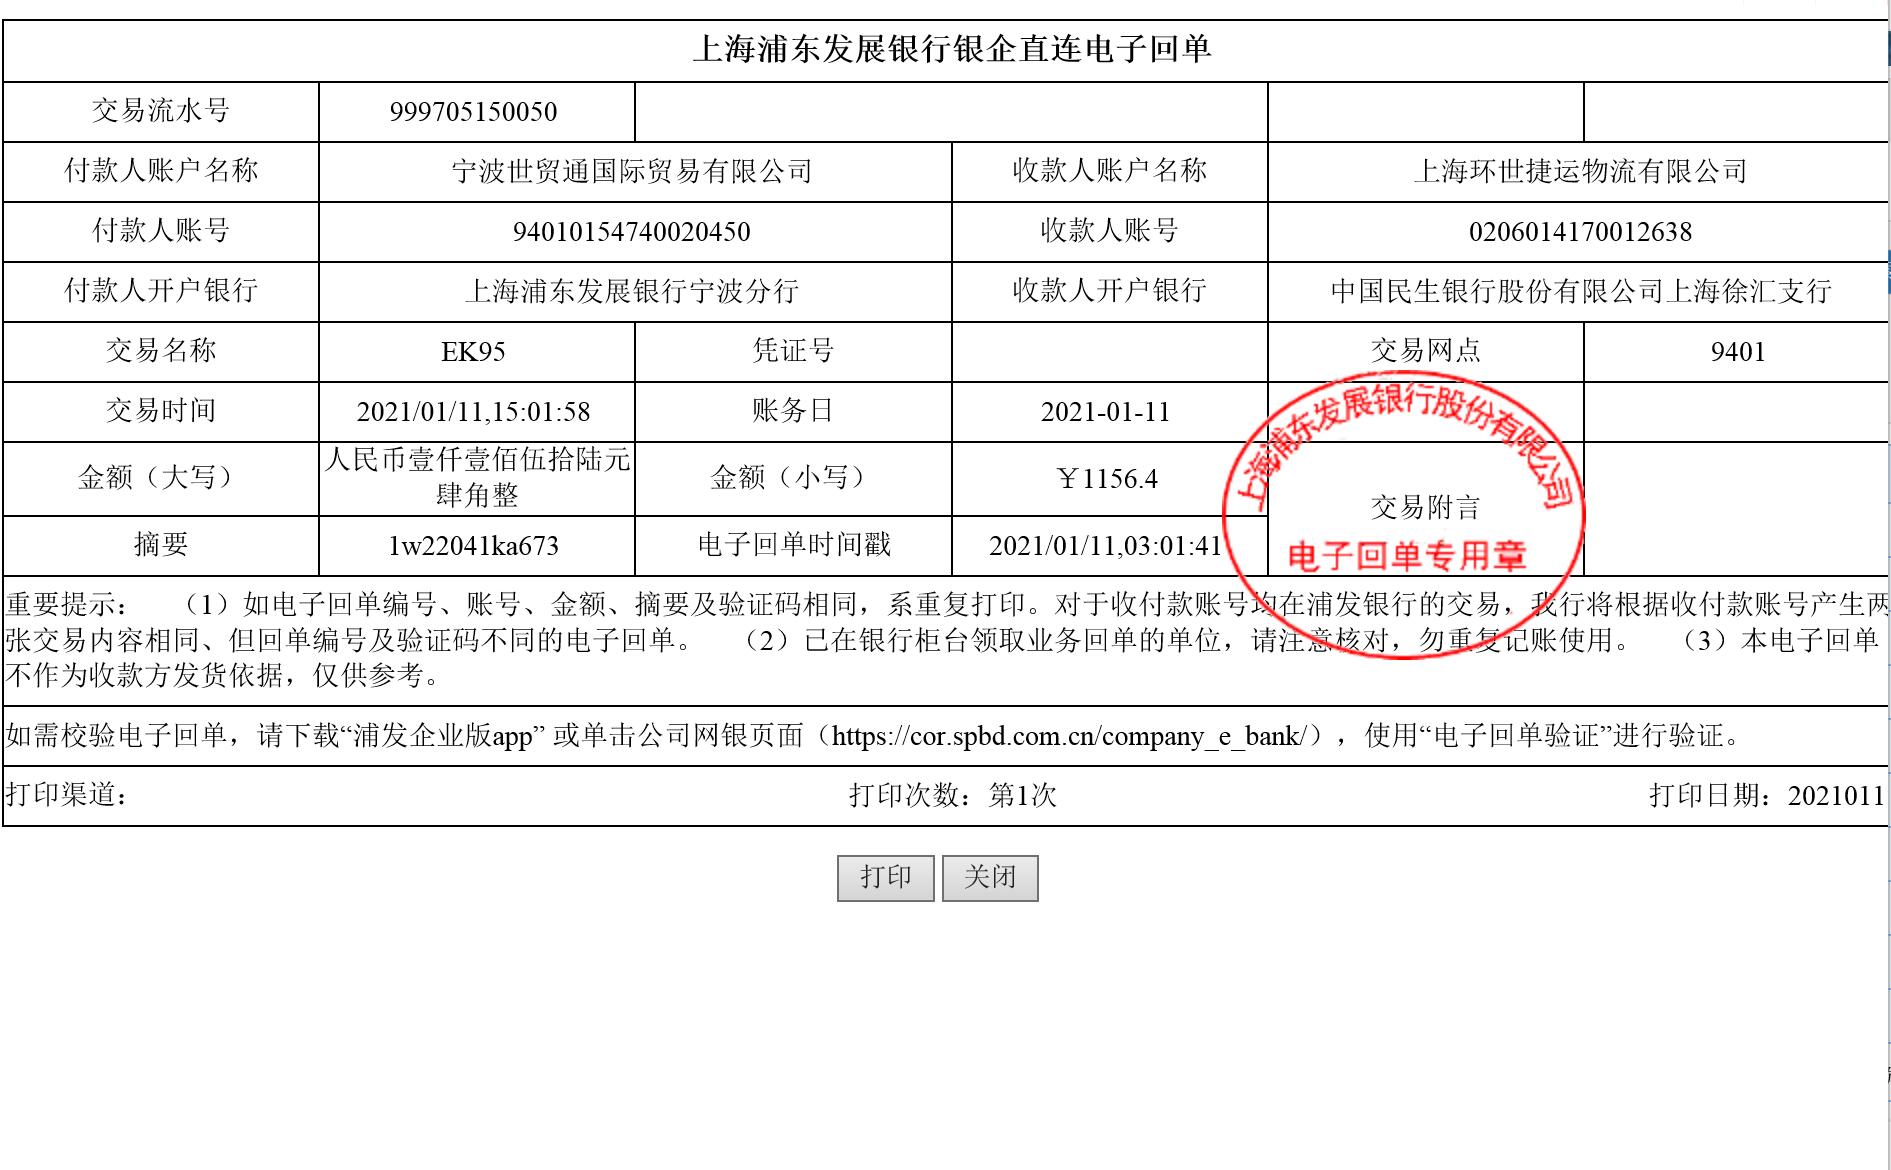 上海浦东发展银行银企直连电子回单
交易流水号 999705150050
付款人账户名称 宁波世贸通国际贸易有限公司 收款人账户名称 上海环世捷运物流有限公司
付款人账号 94010154740020450 收款人账号 0206014170012638
付款人开户银行 上海浦东发展银行宁波分行 收款人开户银行 中国民生银行股份有限公司上海徐汇支行
交易名称 EK95 凭证号 交易网点 9401
交易时间 2021/01/11,15:01:58 账务日 2021-01-11
上海浦东发展银行股份有限公司
金额（大写） 人民币壹仟壹佰伍拾陆元
肆角整 金额（小写） ￥1156.4
交易附言
摘要 1w22041ka673 电子回单时间戳 2021/01/11,03:01:41
电子回单专用章
重要提示： （1）如电子回单编号、账号、金额、摘要及验证码相同，系重复打印。对于收付款账号均在浦发银行的交易，我行将根据收付款账号产生两
张交易内容相同、但回单编号及验证码不同的电子回单。 （2）已在银行柜台领取业务回单的单位，请注意核对，勿重复记账使用。 （3）本电子回单
不作为收款方发货依据，仅供参考。
如需校验电子回单，请下载“浦发企业版app” 或单击公司网银页面（https://cor.spbd.com.cn/company_e_bank/），使用“电子回单验证”进行验证。
打印渠道： 打印次数：第1次 打印日期：2021011
打印 关闭